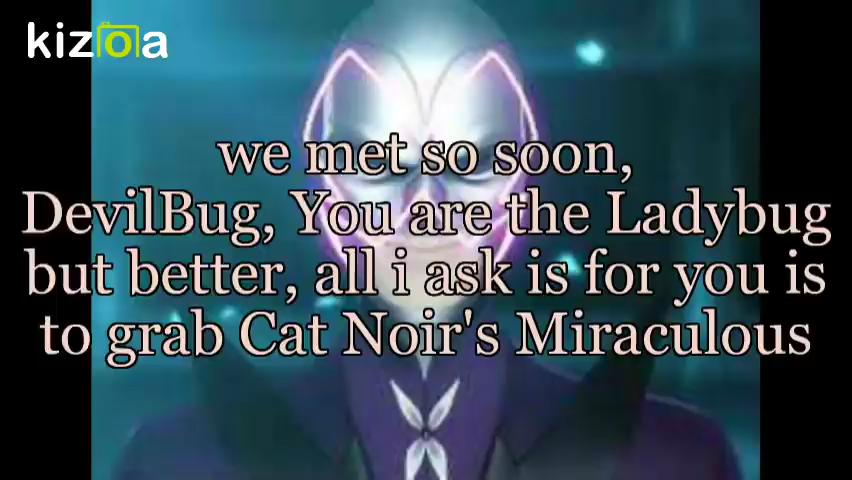 kizoa
we met so soon,
DevilBug, You are the Ladybug
but better, all i ask is for you is
to grab Cat Noir's Miraculous